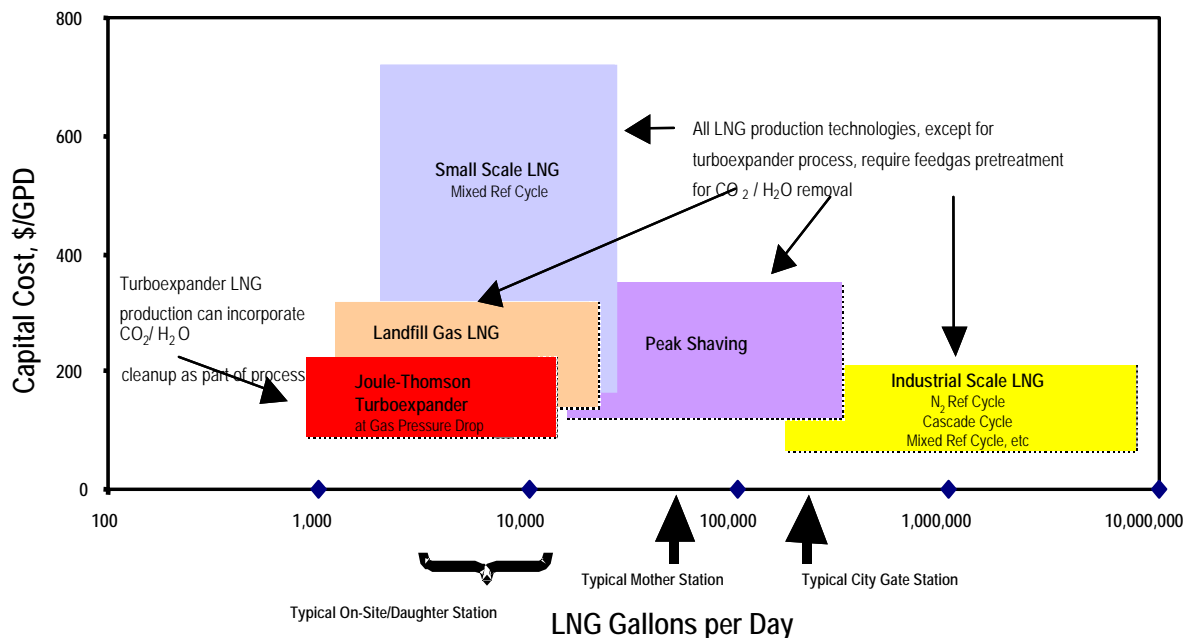 800
600
400
200
0
Capital Cost, $/GPD
All LNG production technologies, except for
turboexpander process, require feedgas pretreatment
for CO2 / H2O removal
Small Scale LNG
Mixed Ref Cycle
Turboexpander LNG
production can incorporate
CO2/ H2O
cleanup as part of process
Landfill Gas LNG
Peak Shaving
Joule-Thomson
Turboexpander
at Gas Pressure Drop
Industrial Scale LNG
N2 Ref Cycle
Cascade Cycle
Mixed Ref Cycle, etc
100
1,000
10,000
100,000
1,000,000
10,000,000
Typical On-Site/Daughter Station
Typical Mother Station
Typical City Gate Station
LNG Gallons per Day